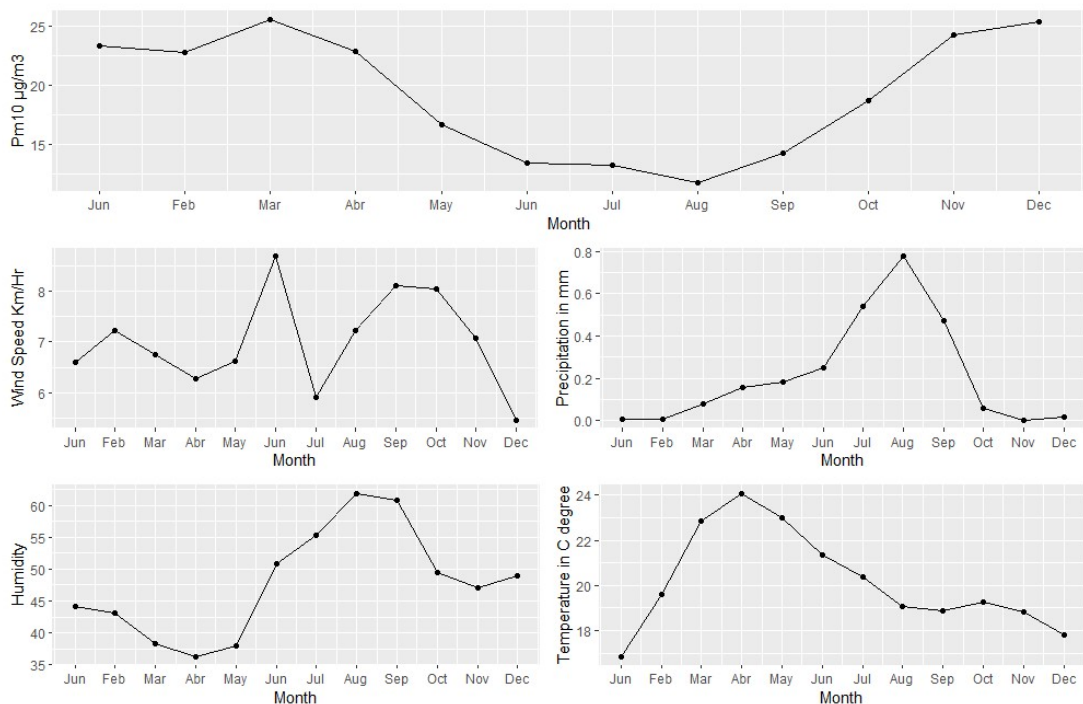 Pm10 µg/m3
25
20
15
Jun Feb Mar Abr May Jun Jul Aug Sep Oct Nov Dec
Month
Wind Speed Km/Hr
8
7
6
Jun Feb Mar Abr May Jun Jul Aug Sep Oct Nov Dec
Month
Precipitation in mm
0.8
0.6
0.4
0.2
0.0
Jun Feb Mar Abr May Jun Jul Aug Sep Oct Nov Dec
Month
Humidity
60
55
50
45
40
35
Jun Feb Mar Abr May Jun Jul Aug Sep Oct Nov Dec
Month
Temperature in C degree
24
22
20
18
Jun Feb Mar Abr May Jun Jul Aug Sep Oct Nov Dec
Month